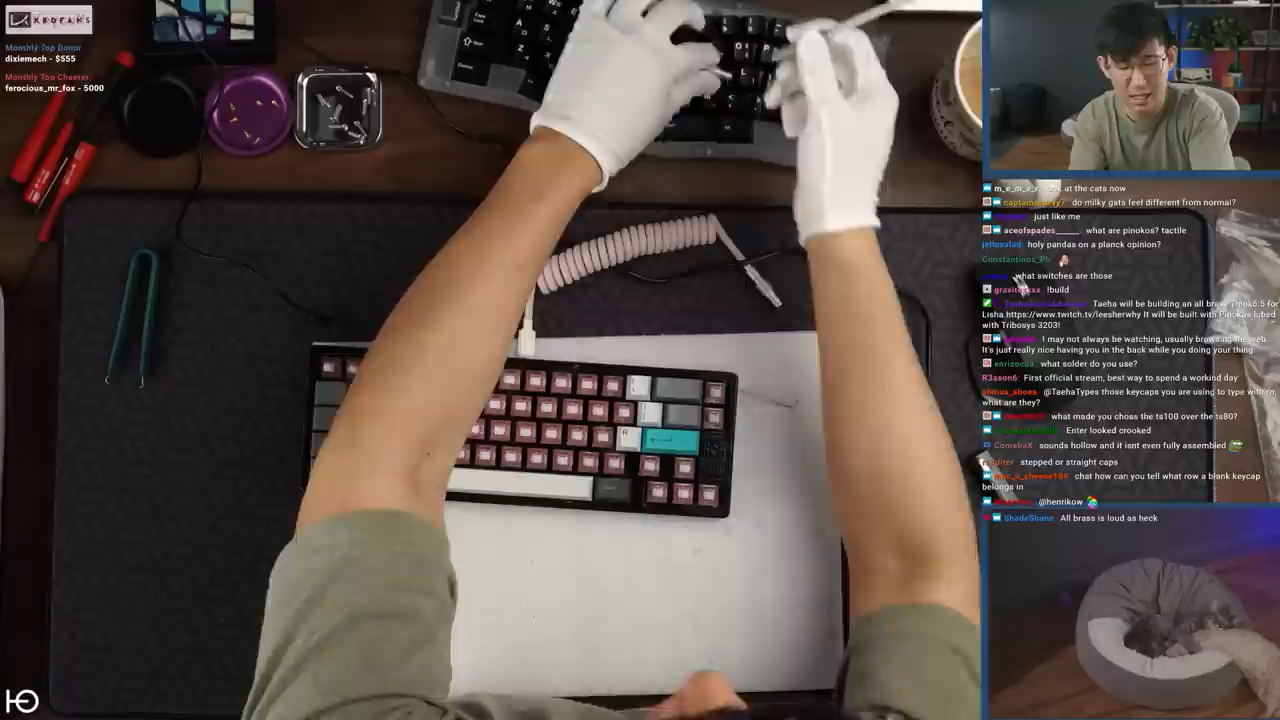 KBDFANS
Monthly Top Donor
dixiemech - $555
Monthly Top Cheerer
ferocious_mr_fox - 5000
at the cats now
do milky gats feel different from normal?
just like me
aceofspades_____ what are pinokos? tactile
jellosalad: holy pandas on a planck opinion?
Constantinos_Ph
what switches are those
!build
Taeha will be building an all brass Think6.5 for
Lisha https://www.twitch.tv/leesherwhy It will be built with Pinokos lubed
with Tribosys 3203!
I may not always be watching, usually browsing the web.
It's just really nice having you in the back while you doing your thing
enricocoa: what solder do you use?
R3ason6: First official stream, best way to spend a workind day
shmus_shoes: @TaehaTypes those keycaps you are using to type with rn,
what are they?
what made you chose the ts100 over the ts80?
Enter looked crooked
ComebaX sounds hollow and it isnt even fully assembled
stepped or straight caps
chat how can you tell what row a blank keycap
belongs in
@henrikow
ShadeShane: All brass is loud as heck